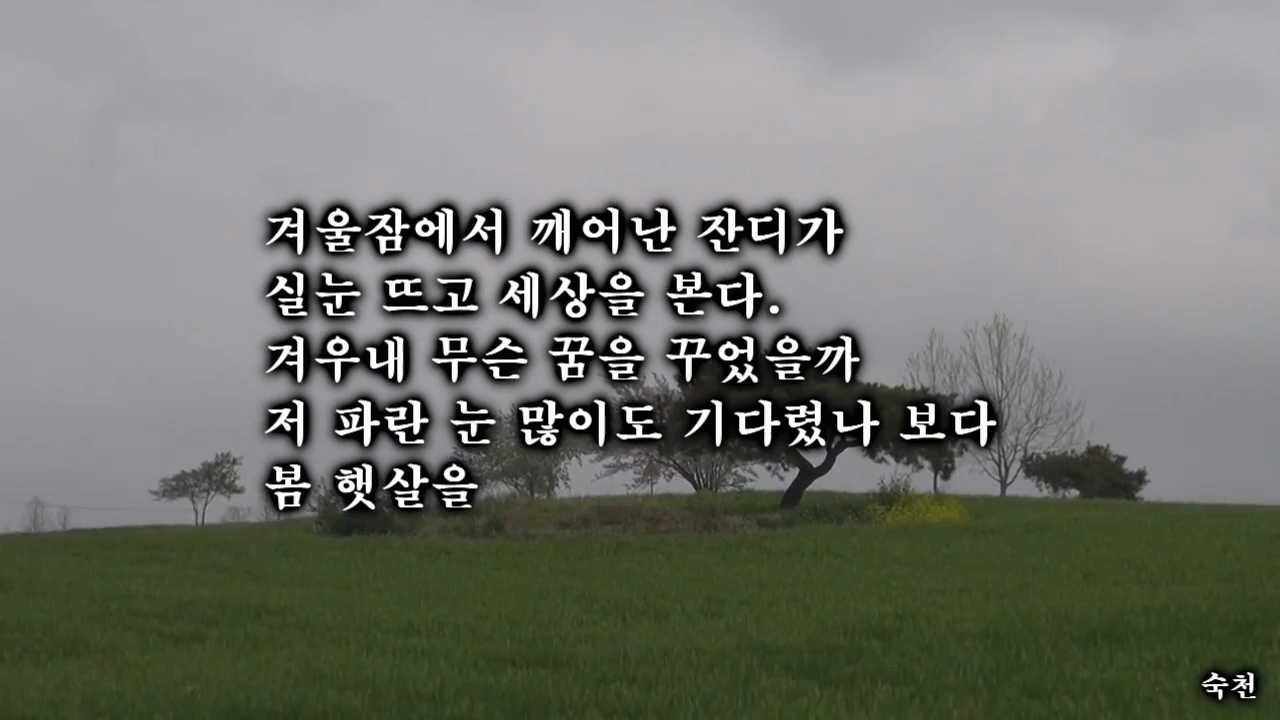 겨울잠에서 깨어난 잔디가
실눈 뜨고 세상을 본다.
겨우내 무슨 꿈을 꾸었을까
저 파란 눈 많이도 기다렸나 보다
봄 햇살을
숙천